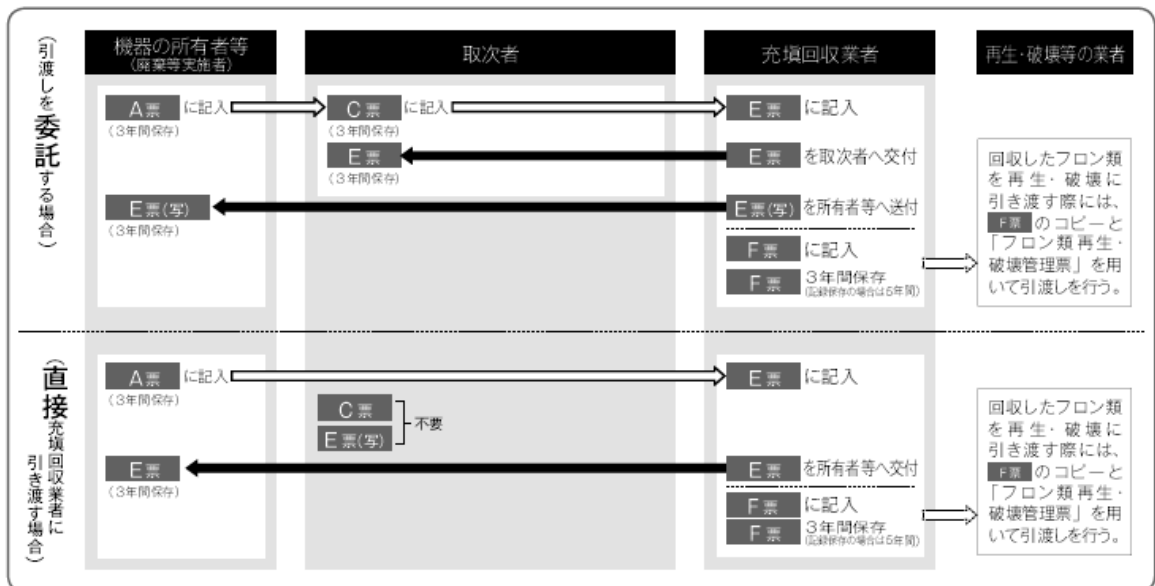 機器の所有者等
(廃棄等実施者)
取次者
充塡回収業者
再生・破壊等の業者
(引渡しを委託する場合)
A票 に記入
(3年間保存)
C票 に記入
(3年間保存)
E票 に記入
E票
(3年間保存)
E票 を取次者へ交付
E票(写)
(3年間保存)
E票(写) を所有者等へ送付
F票 に記入
F票 3年間保存
(記録保存の場合は5年間)
回収したフロン類
を再生・破壊に
引き渡す際には、
F票 のコピーと
「フロン類再生・
破壊管理票」を用
いて引渡しを行う。
(直接充塡回収業者に
引き渡す場合)
A票 に記入
(3年間保存)
C票
E票(写)
不要
E票 に記入
E票
(3年間保存)
E票 を所有者等へ交付
F票 に記入
F票 3年間保存
(記録保存の場合は5年間)
回収したフロン類
を再生・破壊に
引き渡す際には、
F票 のコピーと
「フロン類再生・
破壊管理票」を用
いて引渡しを行う。